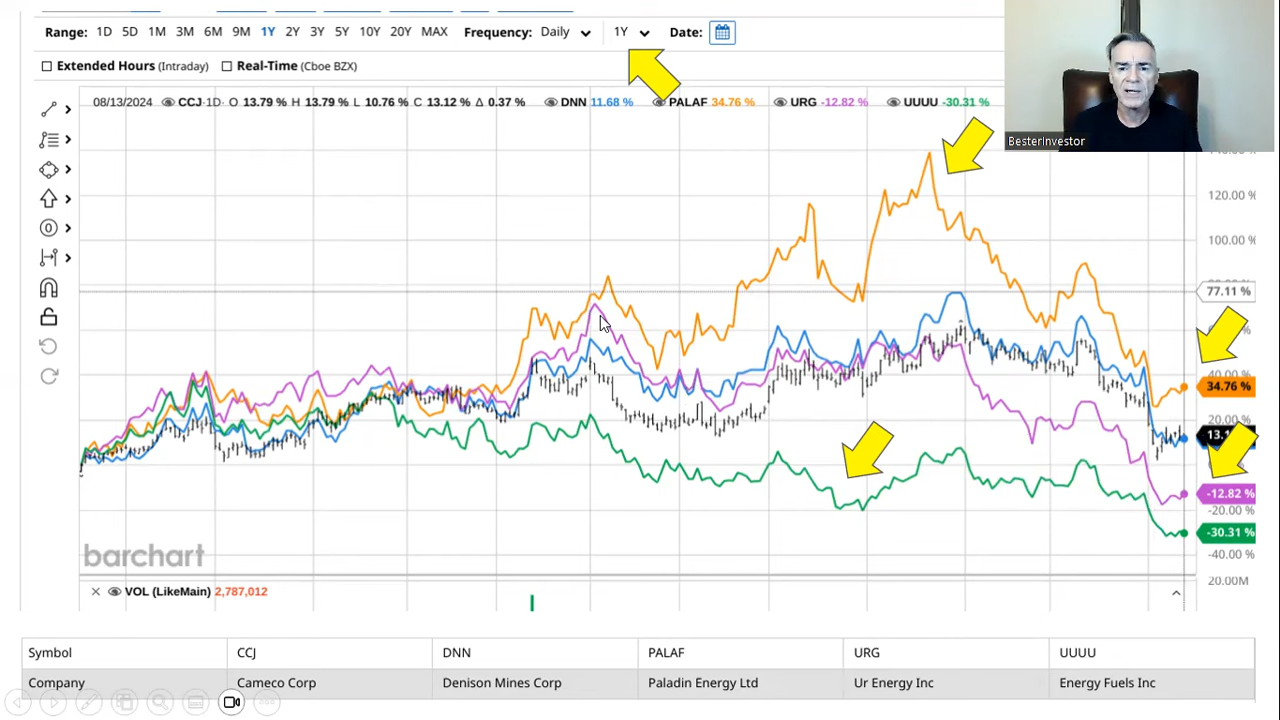 Range: 1D 5D 1M 3M 6M 9M 1Y 2Y 3Y 5Y 10Y 20Y MAX Frequency: Daily 1Y Date:
Extended Hours (Intraday) Real-Time (Cboe BZX)
08/13/2024 CCJ·1D· O 13.79 % H 13.79 % L 10.76 % C 13.12 % Δ 0.37 % DNN 11.68 % PALAF 34.76 % URG -12.82 % UUUU -30.31 %
BesterInvestor
120.00 %
100.00 %
77.11 %
40.00 %
34.76 %
20.00 %
13.
-12.82 %
-20.00 %
-30.31 %
-40.00 %
barchart
20.00M
VOL (LikeMain) 2,787,012
Symbol CCJ DNN PALAF URG UUUU
Company Cameco Corp Denison Mines Corp Paladin Energy Ltd Ur Energy Inc Energy Fuels Inc